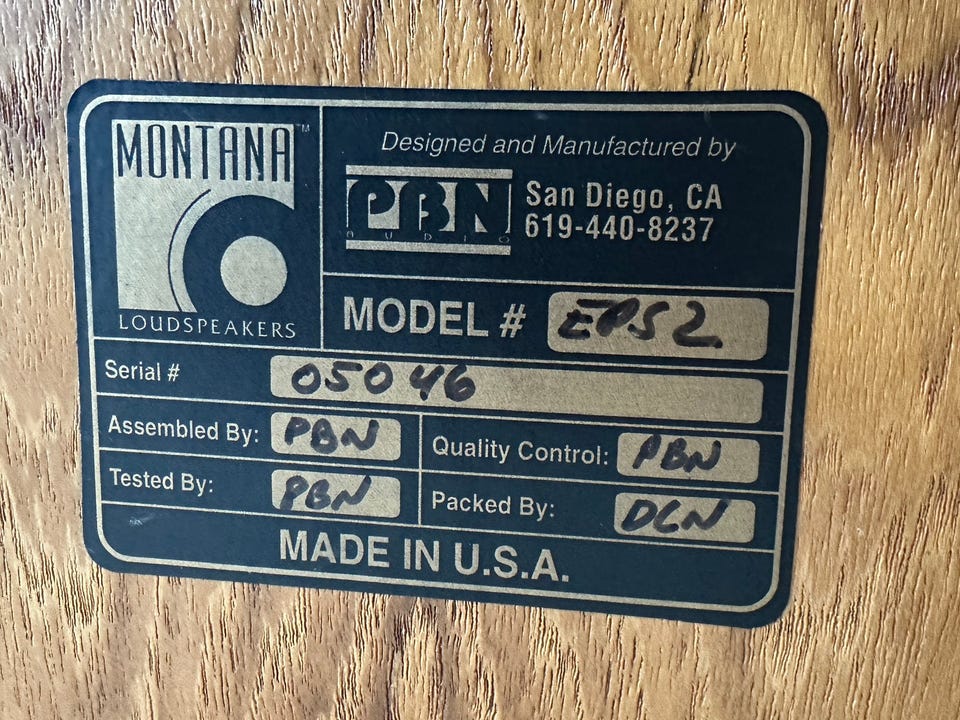 MONTANA™
LOUDSPEAKERS
Designed and Manufactured by
PBN
AUDIO
San Diego, CA
619-440-8237
MODEL # EPS2
Serial # 05046
Assembled By: PBN
Quality Control: PBN
Tested By: PBN
Packed By: DCN
MADE IN U.S.A.